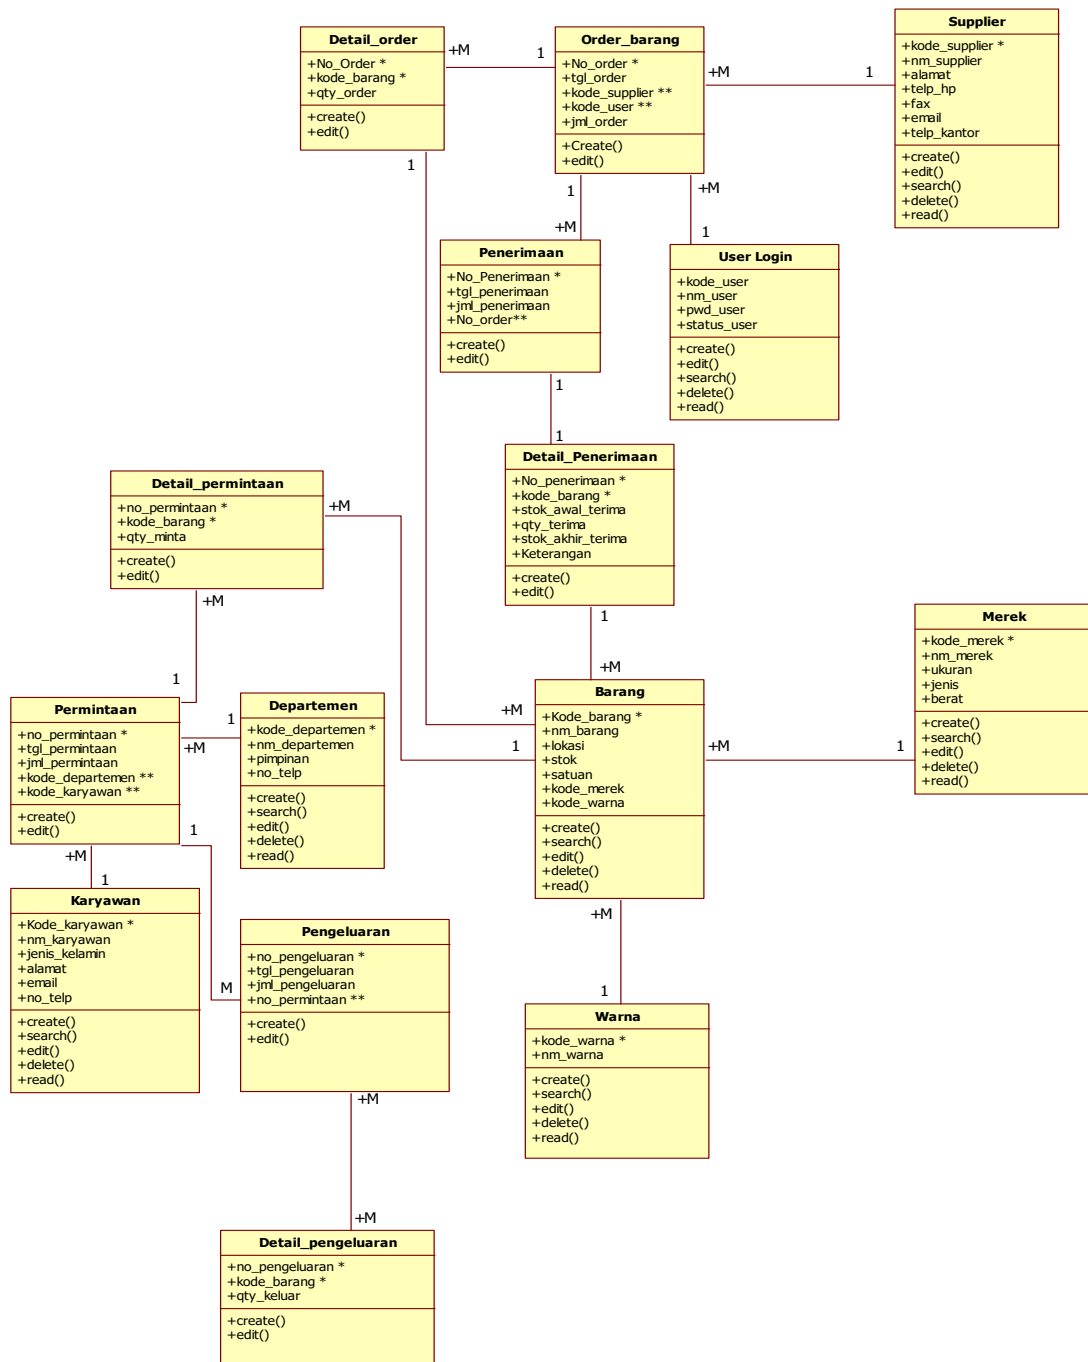 Detail_order
+No_Order *
+kode_barang *
+qty_order
+create()
+edit()
+M
1
Order_barang
+No_order *
+tgl_order
+kode_supplier **
+kode_user **
+jml_order
+Create()
+edit()
+M
1
Supplier
+kode_supplier *
+nm_supplier
+alamat
+telp_hp
+fax
+email
+telp_kantor
+create()
+edit()
+search()
+delete()
+read()
1
1
+M
+M
1
Penerimaan
+No_Penerimaan *
+tgl_penerimaan
+jml_penerimaan
+No_order**
+create()
+edit()
User Login
+kode_user
+nm_user
+pwd_user
+status_user
+create()
+edit()
+search()
+delete()
+read()
1
1
Detail_Penerimaan
+No_penerimaan *
+kode_barang *
+stok_awal_terima
+qty_terima
+stok_akhir_terima
+Keterangan
+create()
+edit()
Detail_permintaan
+no_permintaan *
+kode_barang *
+qty_minta
+create()
+edit()
+M
+M
1
1
+M
Merek
+kode_merek *
+nm_merek
+ukuran
+jenis
+berat
+create()
+search()
+edit()
+delete()
+read()
Permintaan
+no_permintaan *
+tgl_permintaan
+jml_permintaan
+kode_departemen **
+kode_karyawan **
+create()
+edit()
1
+M
Departemen
+kode_departemen *
+nm_departemen
+pimpinan
+no_telp
+create()
+search()
+edit()
+delete()
+read()
+M
1
Barang
+Kode_barang *
+nm_barang
+lokasi
+stok
+satuan
+kode_merek
+kode_warna
+create()
+search()
+edit()
+delete()
+read()
+M
1
1
+M
1
Karyawan
+Kode_karyawan *
+nm_karyawan
+jenis_kelamin
+alamat
+email
+no_telp
+create()
+search()
+edit()
+delete()
+read()
M
Pengeluaran
+no_pengeluaran *
+tgl_pengeluaran
+jml_pengeluaran
+no_permintaan **
+create()
+edit()
+M
1
Warna
+kode_warna *
+nm_warna
+create()
+search()
+edit()
+delete()
+read()
+M
+M
Detail_pengeluaran
+no_pengeluaran *
+kode_barang *
+qty_keluar
+create()
+edit()